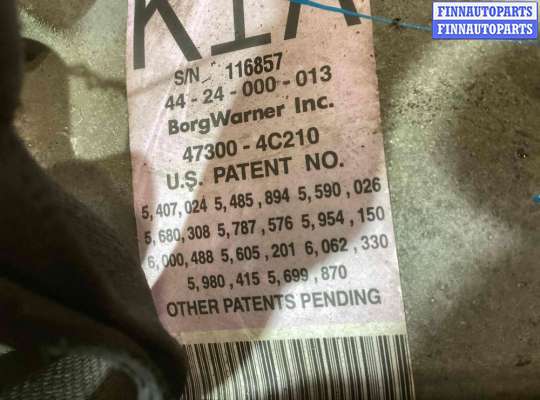 FINNAUTOPARTS
FINNAUTOPARTS
KIA
S/N 116857
44-24-000-013
BorgWarner Inc.
47300-4C210
U.S. PATENT NO.
5,407,024 5,485,894 5,590,026
5,680,308 5,787,576 5,954,150
6,000,488 5,605,201 6,062,330
5,980,415 5,699,870
OTHER PATENTS PENDING